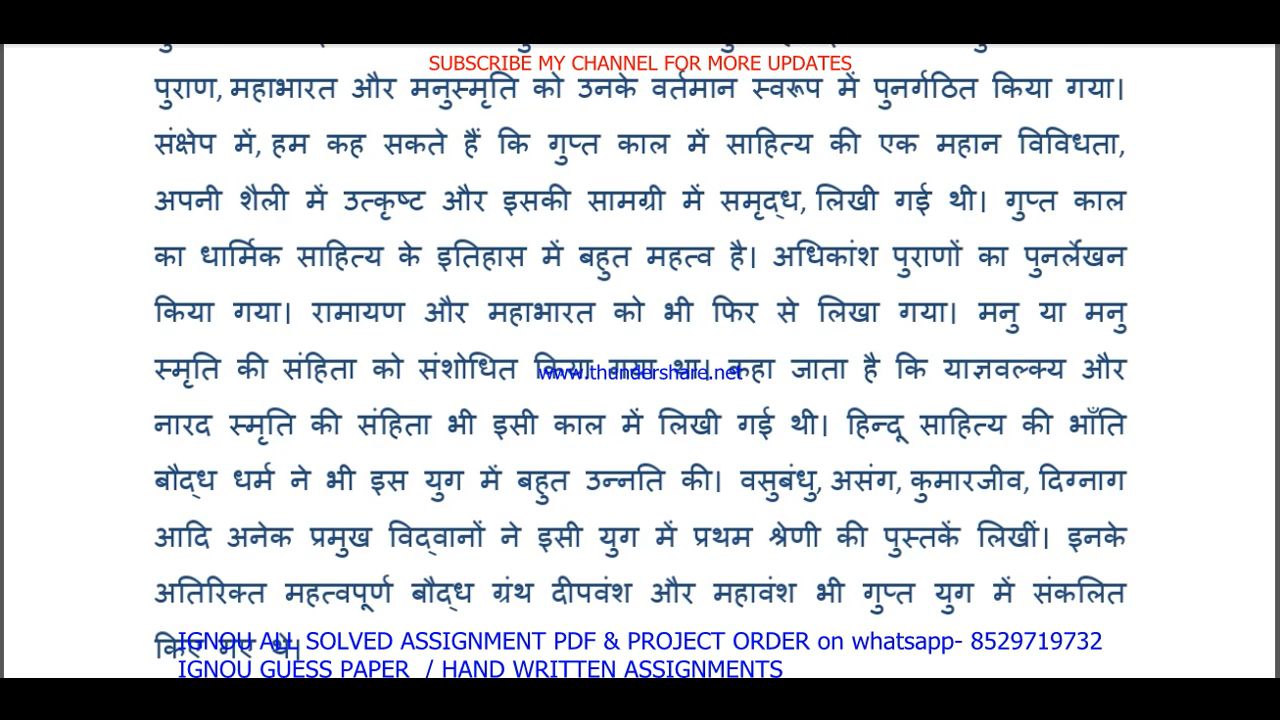 SUBSCRIBE MY CHANNEL FOR MORE UPDATES
पुराण, महाभारत और मनुस्मृति को उनके वर्तमान स्वरूप में पुनर्गठित किया गया।
संक्षेप में, हम कह सकते हैं कि गुप्त काल में साहित्य की एक महान विविधता,
अपनी शैली में उत्कृष्ट और इसकी सामग्री में समृद्ध, लिखी गई थी। गुप्त काल
का धार्मिक साहित्य के इतिहास में बहुत महत्व है। अधिकांश पुराणों का पुनर्लेखन
किया गया। रामायण और महाभारत को भी फिर से लिखा गया। मनु या मनु
स्मृति की संहिता को संशोधित किया गया था। कहा जाता है कि याज्ञवल्क्य और
www.thundershare.net
नारद स्मृति की संहिता भी इसी काल में लिखी गई थी। हिन्दू साहित्य की भाँति
बौद्ध धर्म ने भी इस युग में बहुत उन्नति की। वसुबंधु, असंग, कुमारजीव, दिग्नाग
आदि अनेक प्रमुख विद्वानों ने इसी युग में प्रथम श्रेणी की पुस्तकें लिखीं। इनके
अतिरिक्त महत्वपूर्ण बौद्ध ग्रंथ दीपवंश और महावंश भी गुप्त युग में संकलित
किए गए थे।
IGNOU ALL SOLVED ASSIGNMENT PDF & PROJECT ORDER on whatsapp- 8529719732
IGNOU GUESS PAPER / HAND WRITTEN ASSIGNMENTS